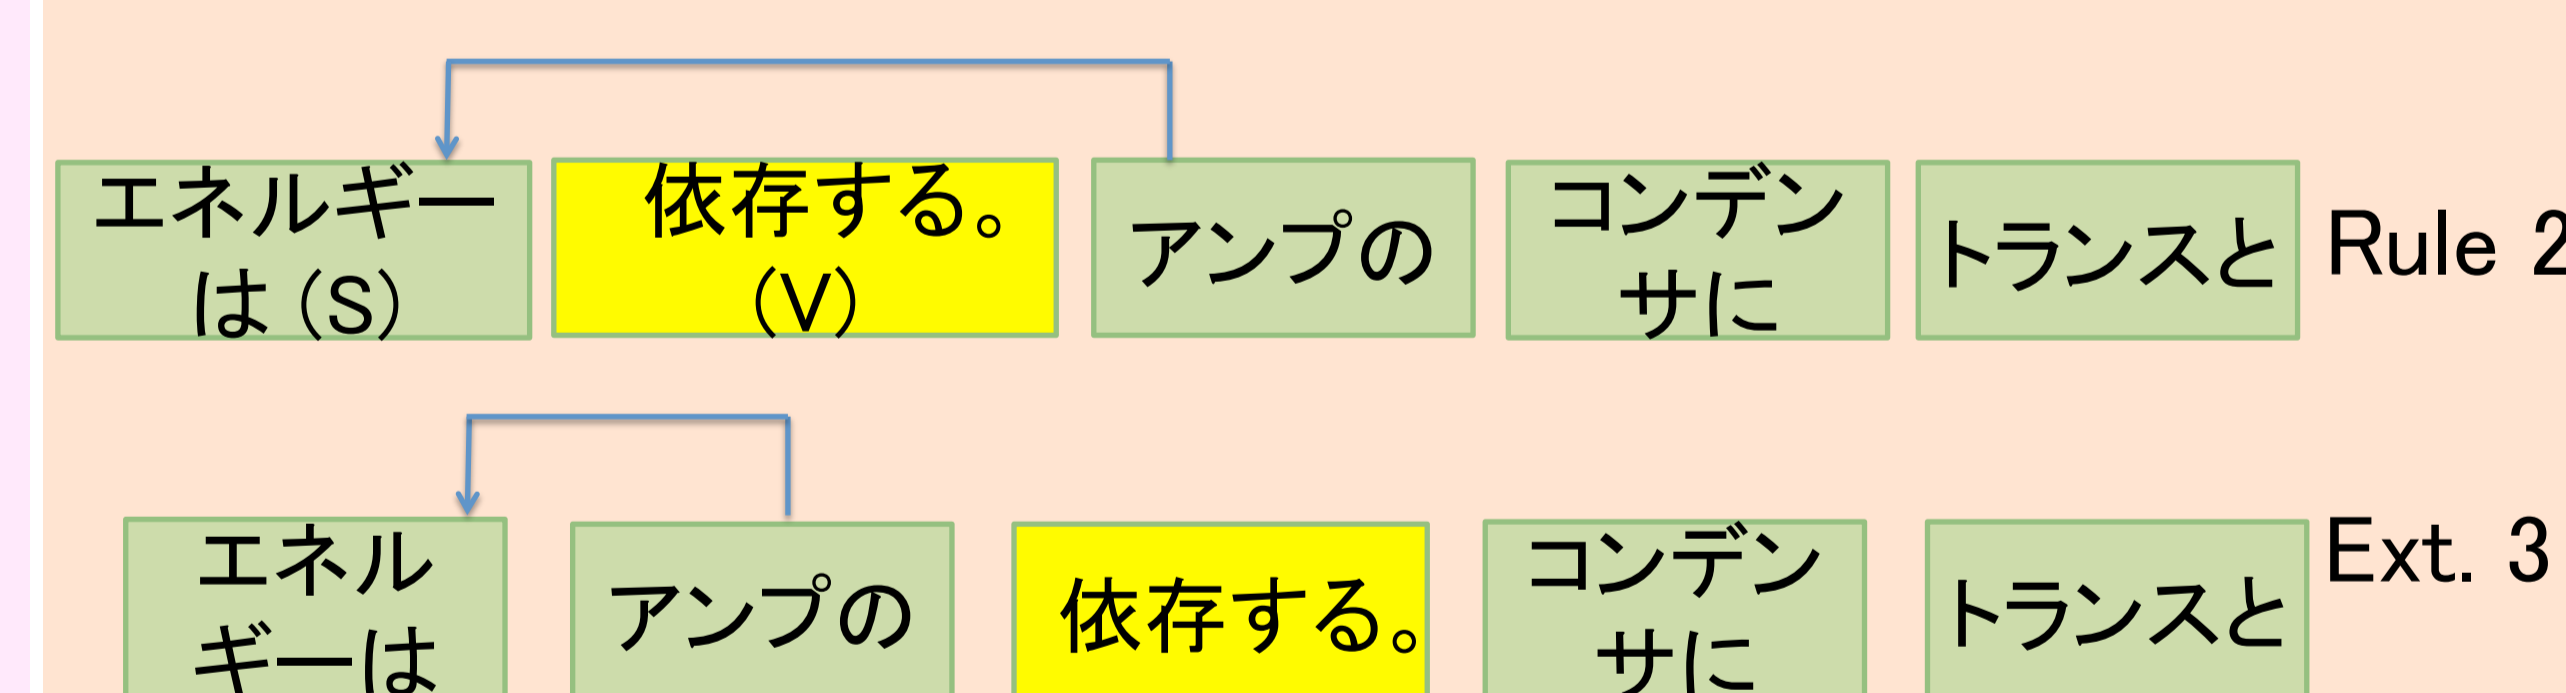 エネルギー
は (S)
依存する。
(V)
アンプの
コンデン
サに
トランスと
Rule 2
エネル
ギーは
アンプの
依存する。
コンデン
サに
トランスと
Ext. 3